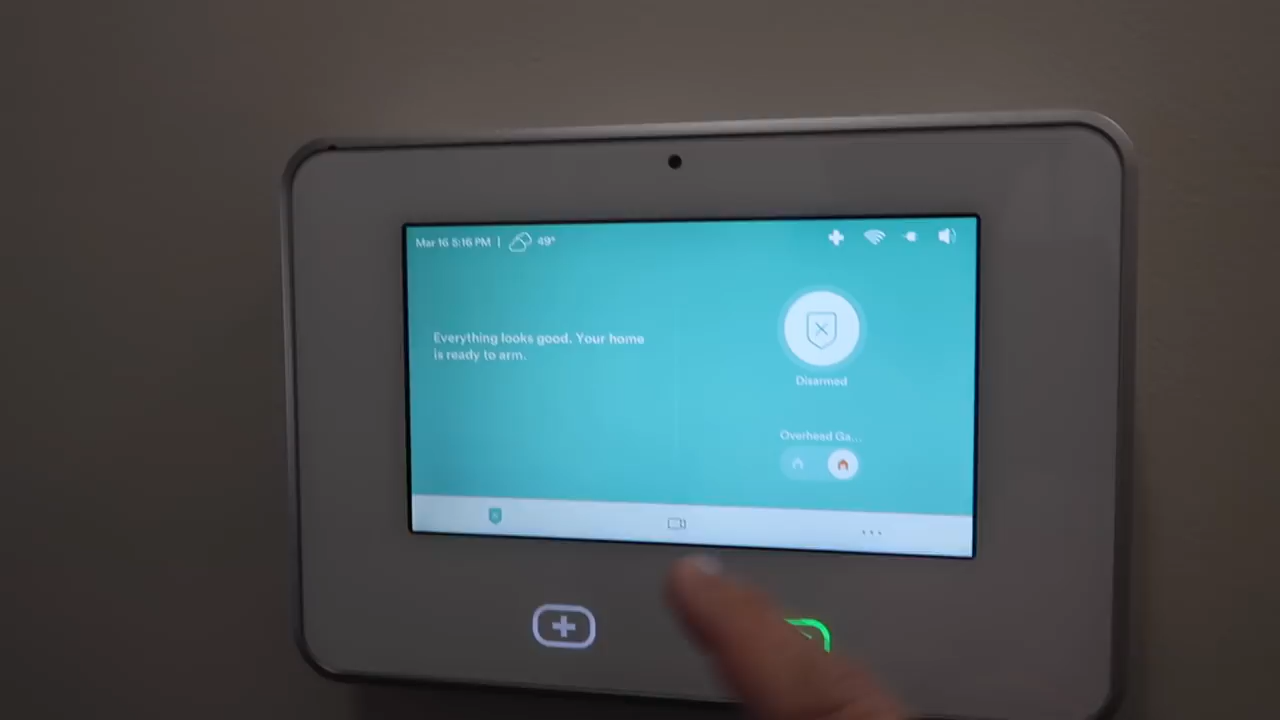 Mar 16 5:16 PM | 49°
Everything looks good. Your home
is ready to arm.
Disarmed
Overhead Ga...